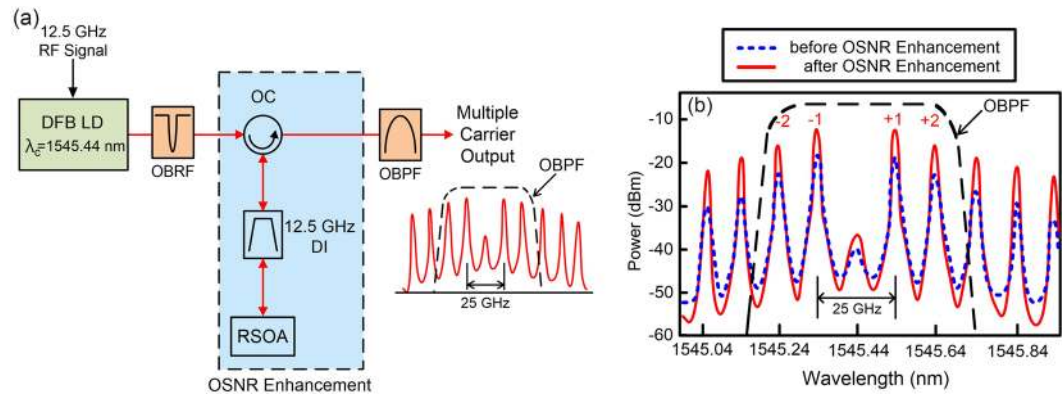 (a)
12.5 GHz
RF Signal
DFB LD
λc=1545.44 nm
OBRF
OC
12.5 GHz
DI
RSOA
OSNR Enhancement
OBPF
Multiple
Carrier
Output
OBPF
25 GHz
before OSNR Enhancement
after OSNR Enhancement
(b)
OBPF
-2
-1
+1
+2
25 GHz
Power (dBm)
-10
-20
-30
-40
-50
-60
1545.04
1545.24
1545.44
1545.64
1545.84
Wavelength (nm)